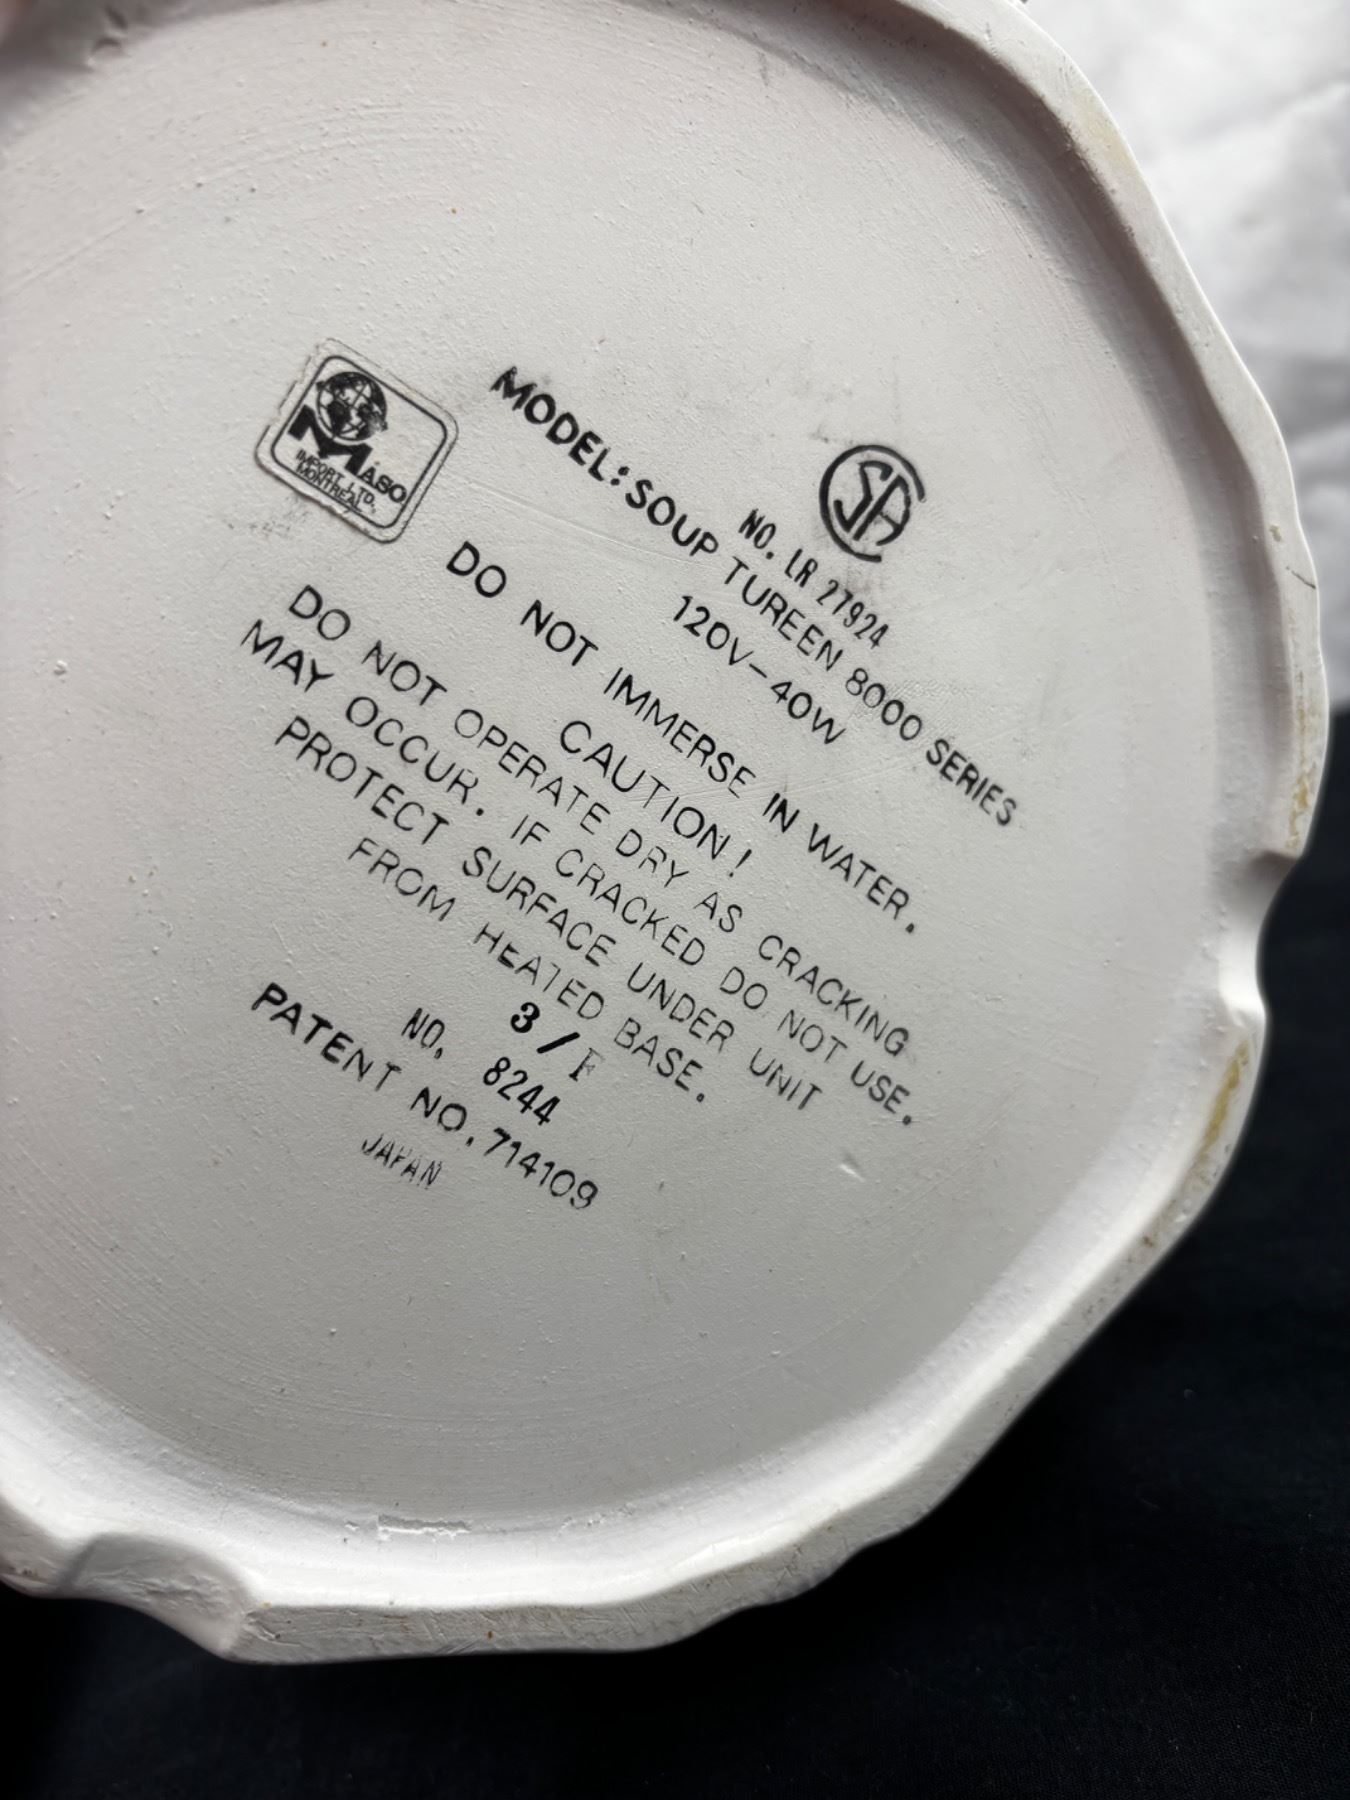 MASO
IMPORT LTD.
MONTREAL
SA
NO. LR 27924
MODEL: SOUP TUREEN 8000 SERIES
120V-40W
DO NOT IMMERSE IN WATER.
CAUTION!
DO NOT OPERATE DRY AS CRACKING
MAY OCCUR. IF CRACKED DO NOT USE.
PROTECT SURFACE UNDER UNIT
FROM HEATED BASE.
3/F
NO. 8244
PATENT NO. 714109
JAPAN